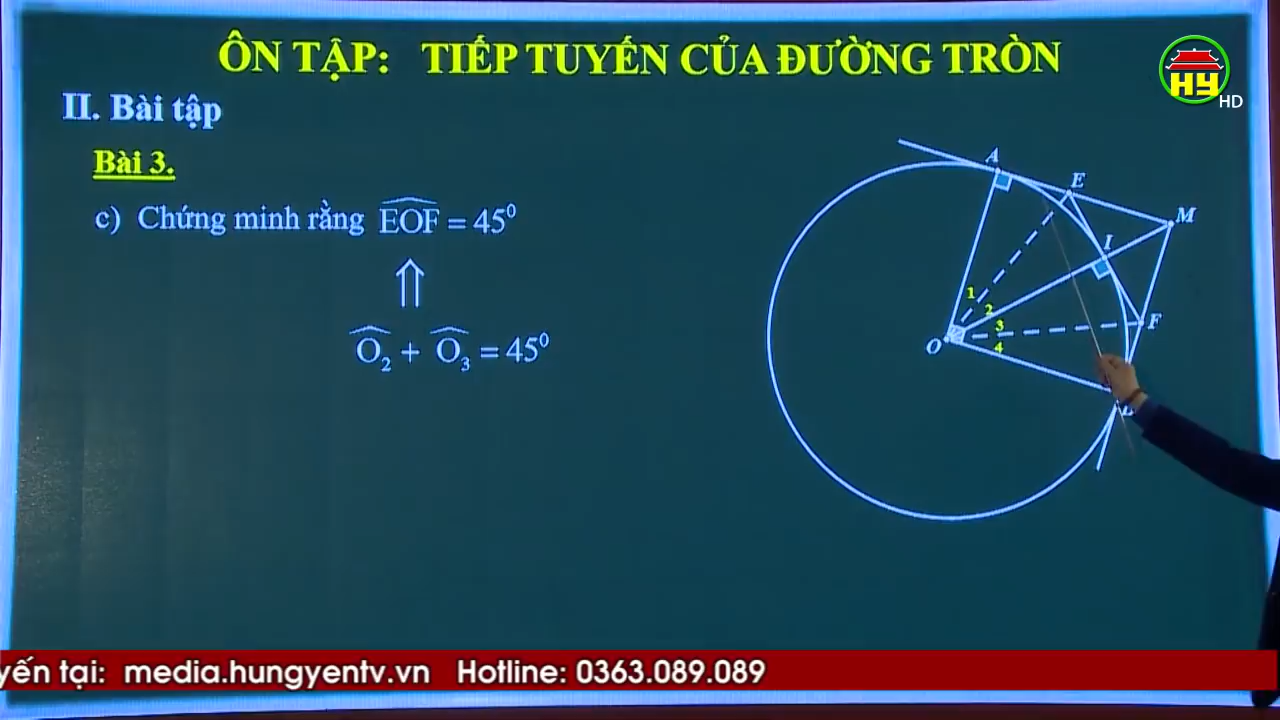 ÔN TẬP: TIẾP TUYẾN CỦA ĐƯỜNG TRÒN
HY
HD
II. Bài tập
Bài 3.
c) Chứng minh rằng EOF = 45⁰
⇑
O₂ + O₃ = 45⁰
A
E
M
I
1
2
3
4
F
O
yến tại: media.hungyentv.vn Hotline: 0363.089.089